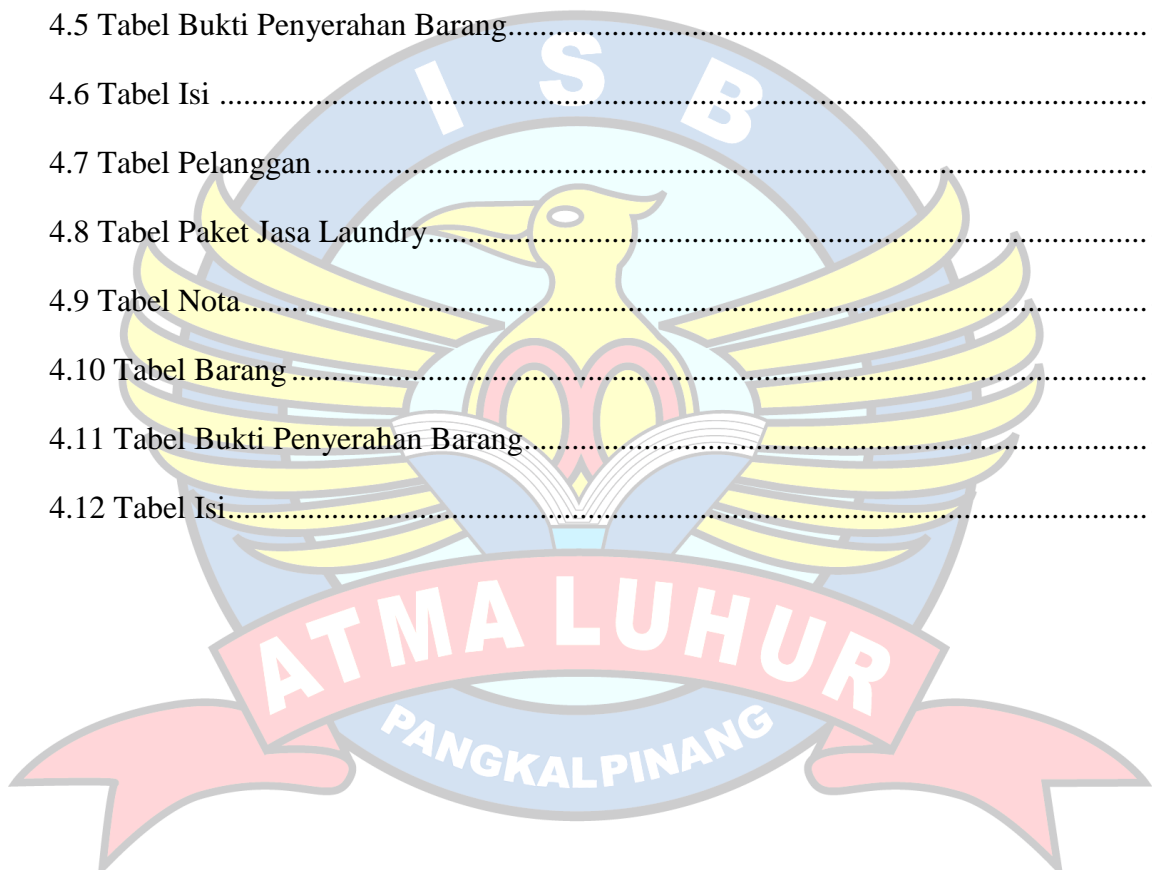 4.5 Tabel Bukti Penyerahan Barang................................................................................
4.6 Tabel Isi ....................................................................................................................
4.7 Tabel Pelanggan........................................................................................................
4.8 Tabel Paket Jasa Laundry..........................................................................................
4.9 Tabel Nota.................................................................................................................
4.10 Tabel Barang...........................................................................................................
4.11 Tabel Bukti Penyerahan Barang..............................................................................
4.12 Tabel Isi...................................................................................................................
ISB
ATMA LUHUR
PANGKALPINANG